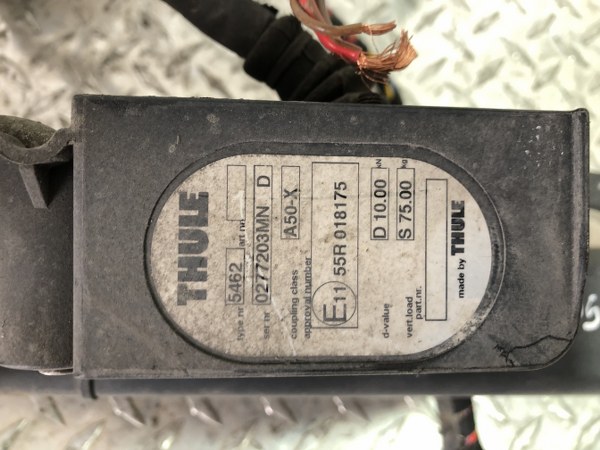 THULE
type nr 5462 art nr
ser nr 0277203MN D
coupling class A50-X
approval number
E11 55R 018175
d-value D 10.00 kN
vert.load S 75.00 kg
part.nr.
made by THULE